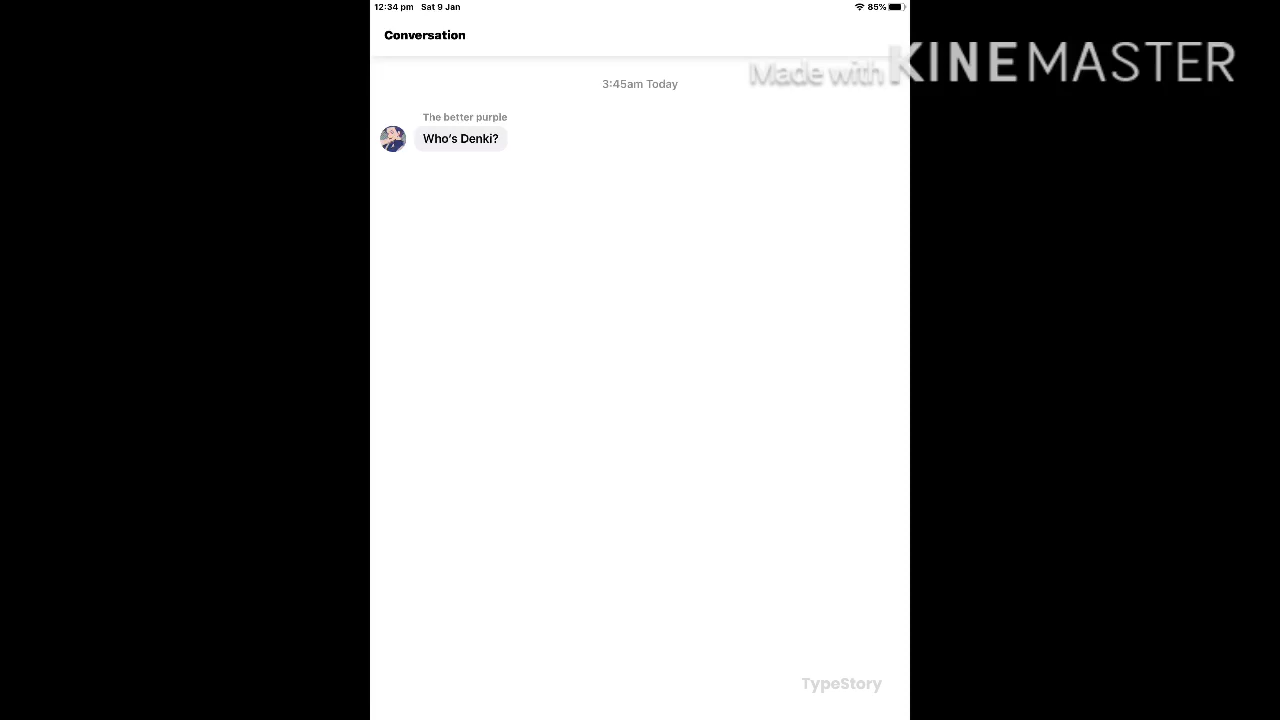 12:34 pm Sat 9 Jan 85%
Conversation
Made with KINEMASTER
3:45am Today
The better purple
Who's Denki?
TypeStory